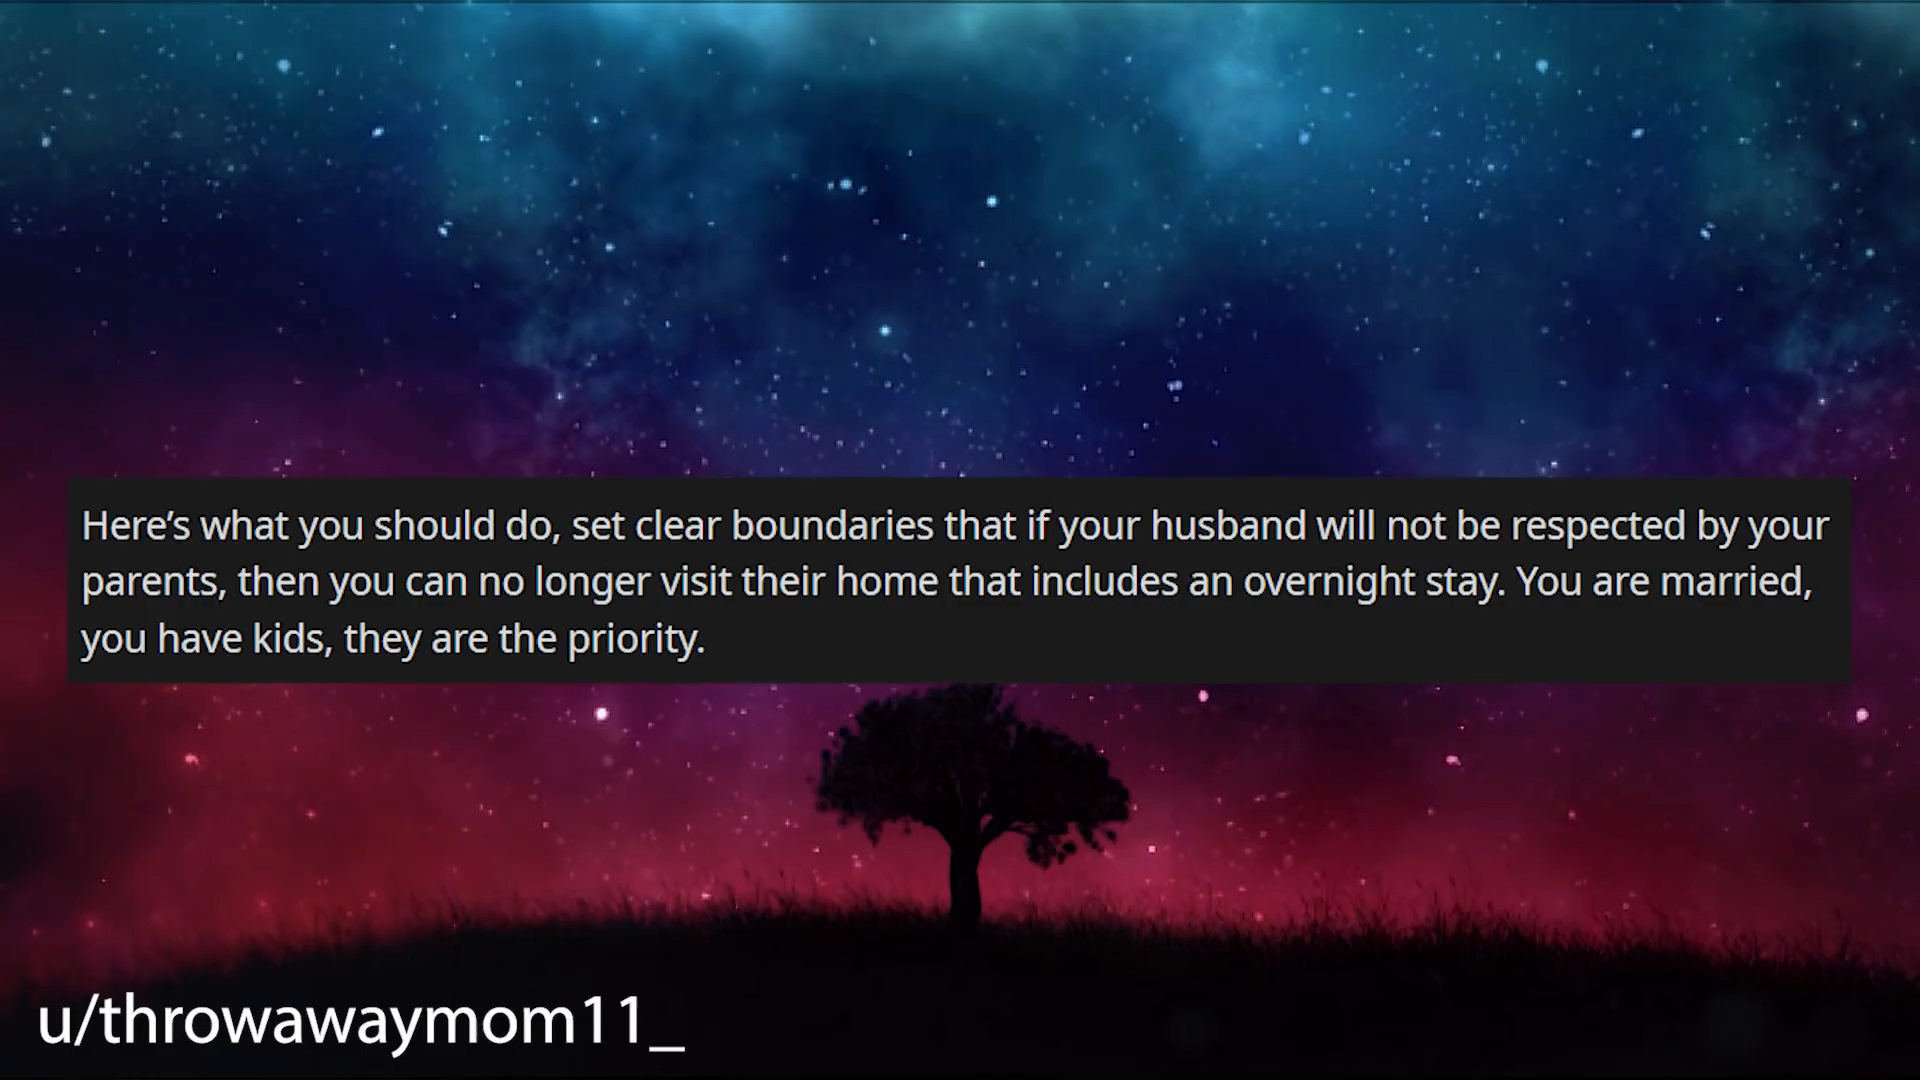 Here’s what you should do, set clear boundaries that if your husband will not be respected by your
parents, then you can no longer visit their home that includes an overnight stay. You are married,
you have kids, they are the priority.
u/throwawaymom11_